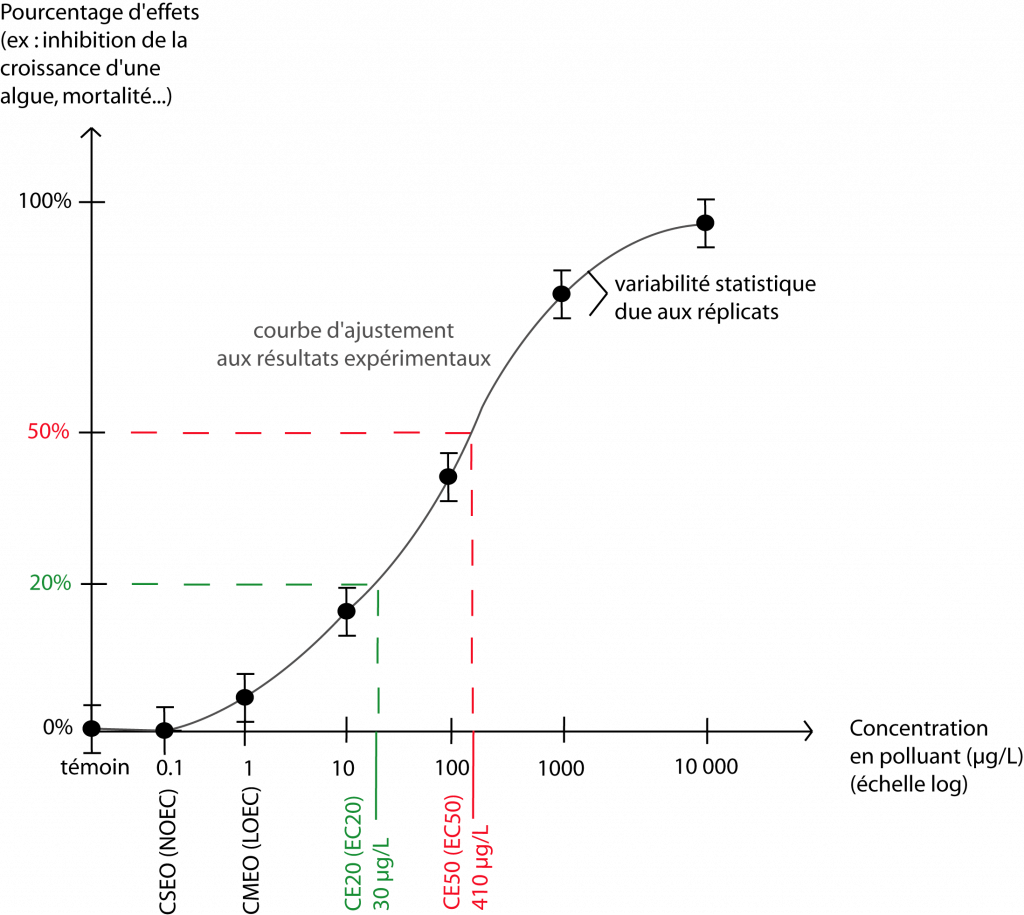 Pourcentage d'effets
(ex : inhibition de la
croissance d'une
algue, mortalité...)
100%
variabilité statistique
due aux réplicats
courbe d'ajustement
aux résultats expérimentaux
50%
20%
0%
témoin
0.1
1
10
100
1000
10 000
Concentration
en polluant (µg/L)
(échelle log)
CSEO (NOEC)
CMEO (LOEC)
CE20 (EC20)
30 µg/L
CE50 (EC50)
410 µg/L